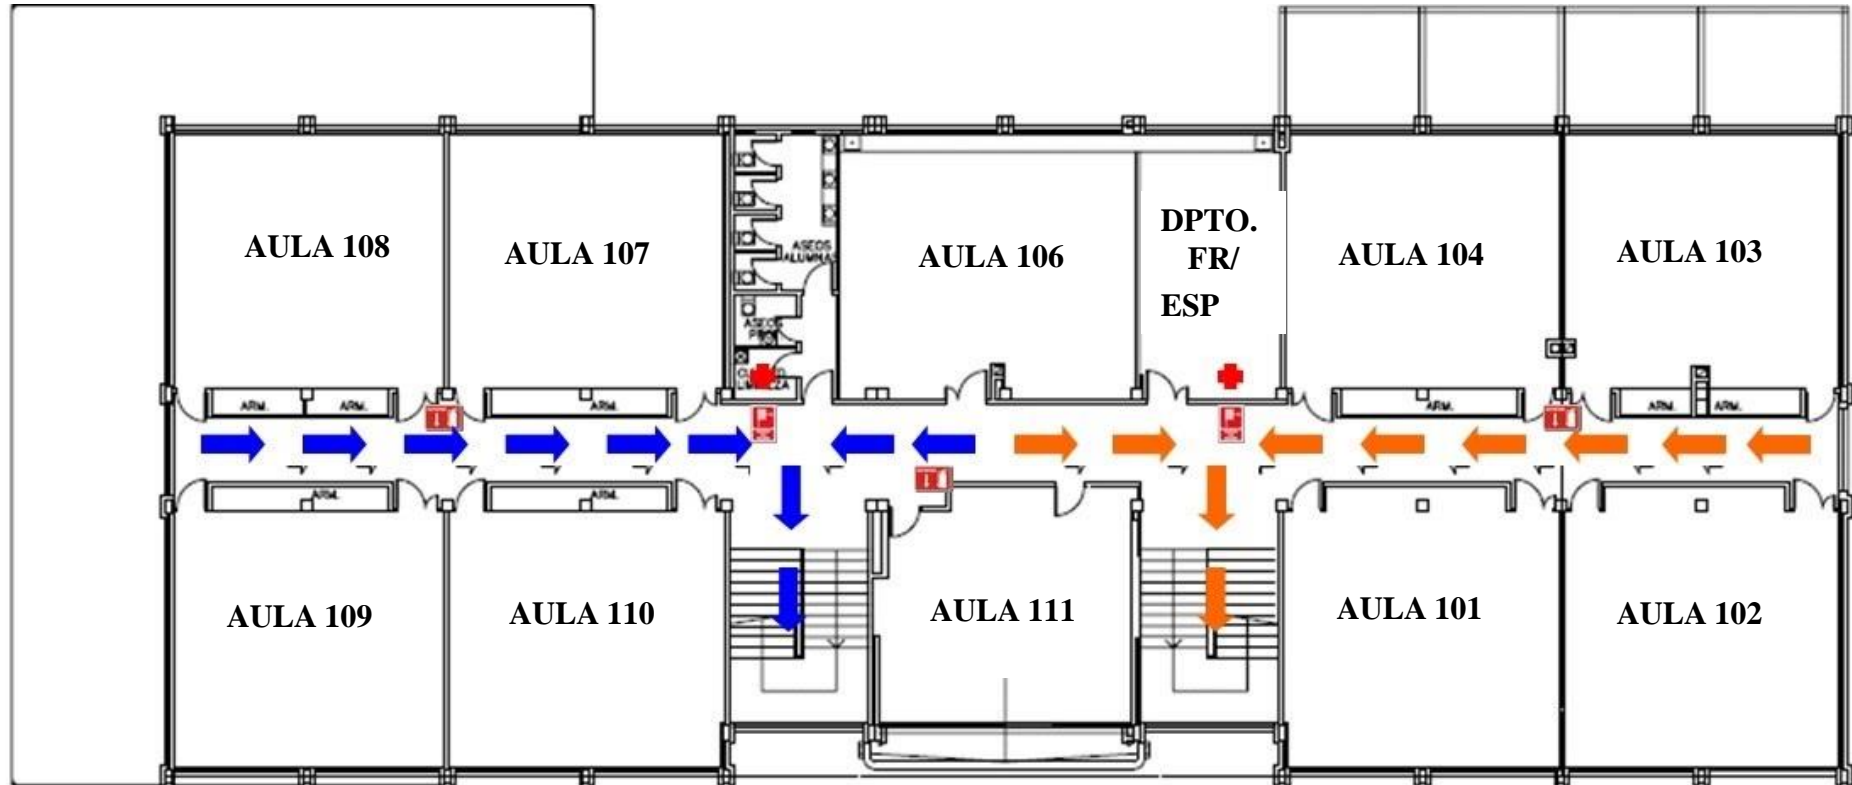 AULA 108
AULA 107
ASEOS
ALUMNAS
AULA 106
DPTO.
FR/
ESP
AULA 104
AULA 103
ASEOS
ARM.
ARM.
ARM.
ARM.
ARM.
ARM.
ARM.
ARM.
AULA 109
AULA 110
AULA 111
AULA 101
AULA 102